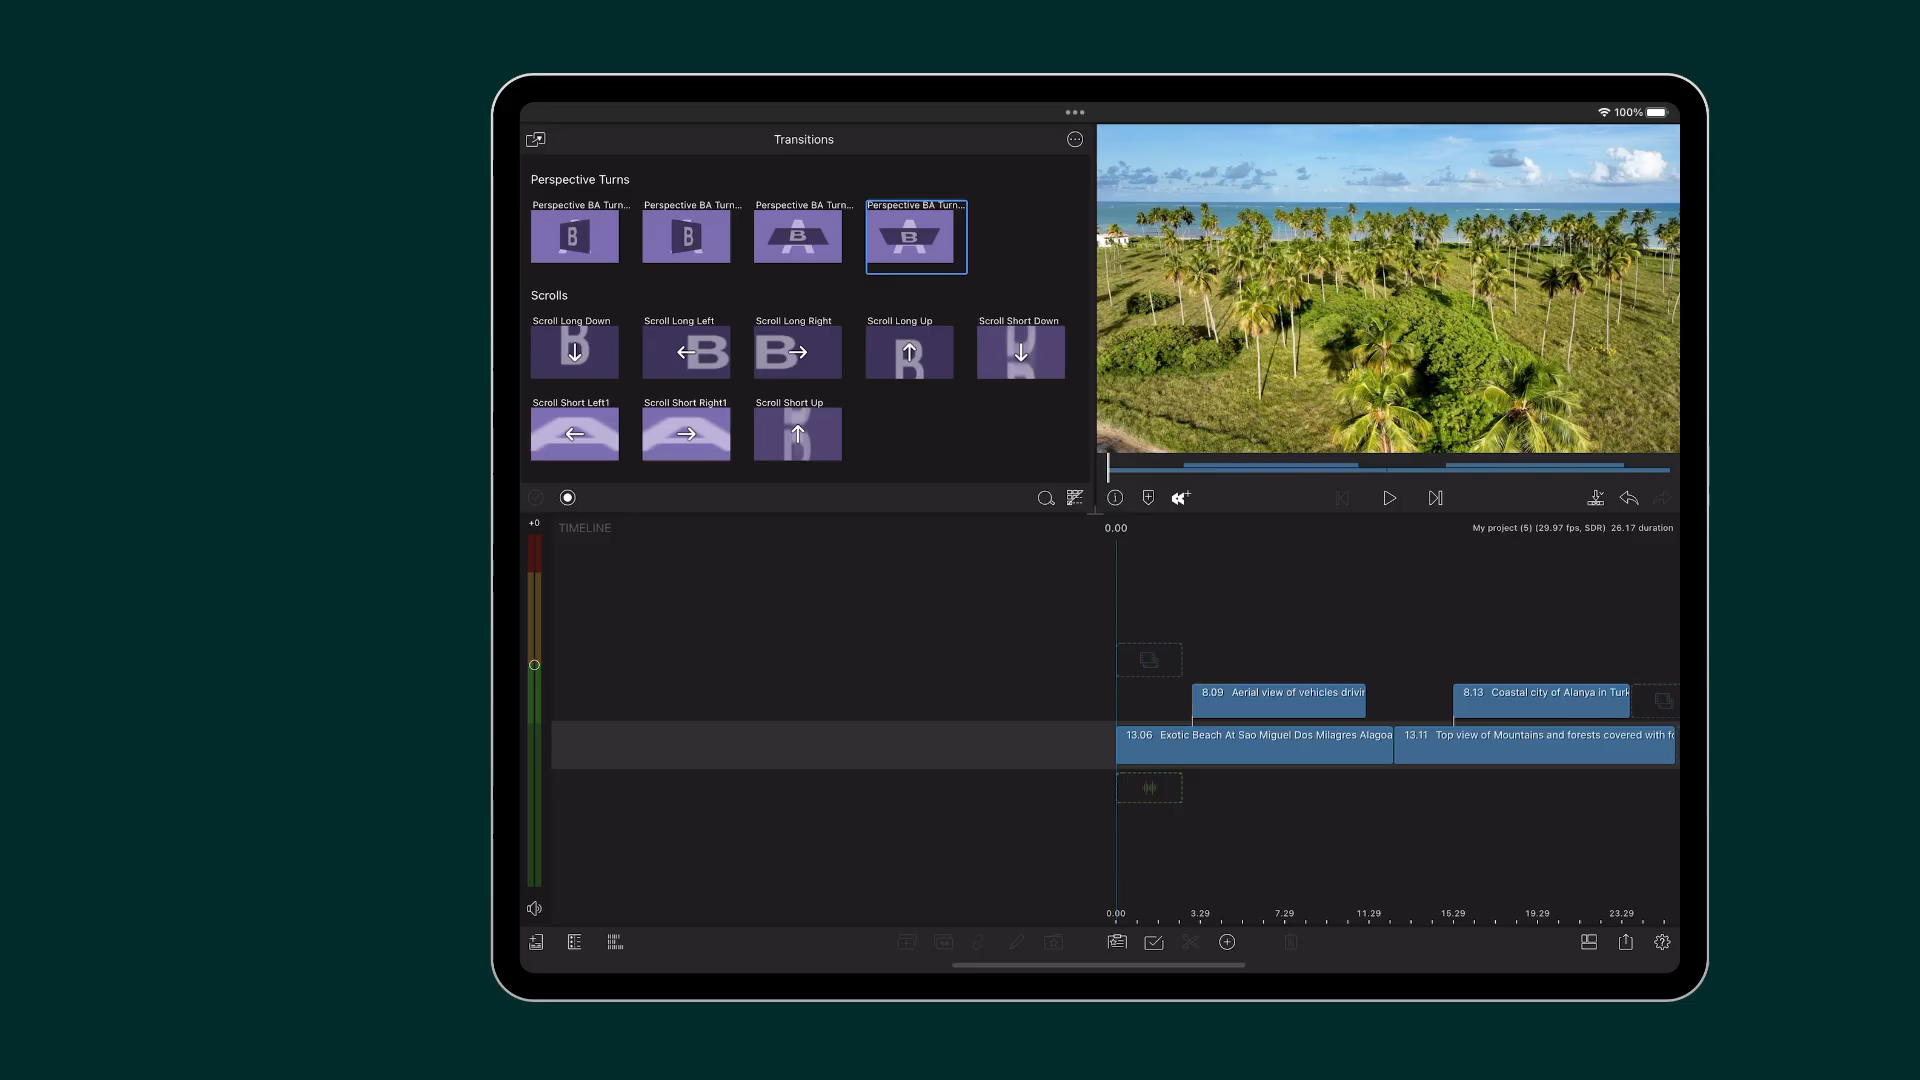 100%
Transitions
Perspective Turns
Perspective BA Turn... Perspective BA Turn... Perspective BA Turn... Perspective BA Turn...
B B A B A B
Scrolls
Scroll Long Down Scroll Long Left Scroll Long Right Scroll Long Up Scroll Short Down
B B B B
Scroll Short Left1 Scroll Short Right1 Scroll Short Up
A A
+0
TIMELINE
0.00
My project (5) (29.97 fps, SDR) 26.17 duration
8.09 Aerial view of vehicles drivin
8.13 Coastal city of Alanya in Turk
13.06 Exotic Beach At Sao Miguel Dos Milagres Alagoa
13.11 Top view of Mountains and forests covered with fo
0.00 3.29 7.29 11.29 15.29 19.29 23.29